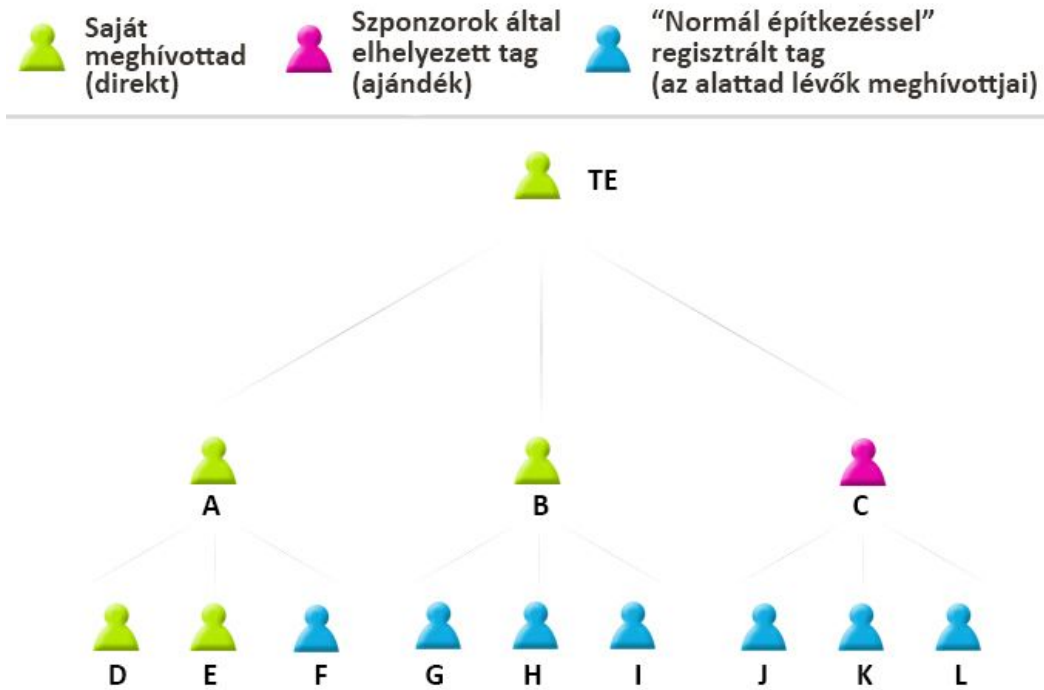 Saját
meghívottad
(direkt)
Szponzorok által
elhelyezett tag
(ajándék)
“Normál építkezéssel”
regisztrált tag
(az alattad lévők meghívottjai)
TE
A
B
C
D
E
F
G
H
I
J
K
L